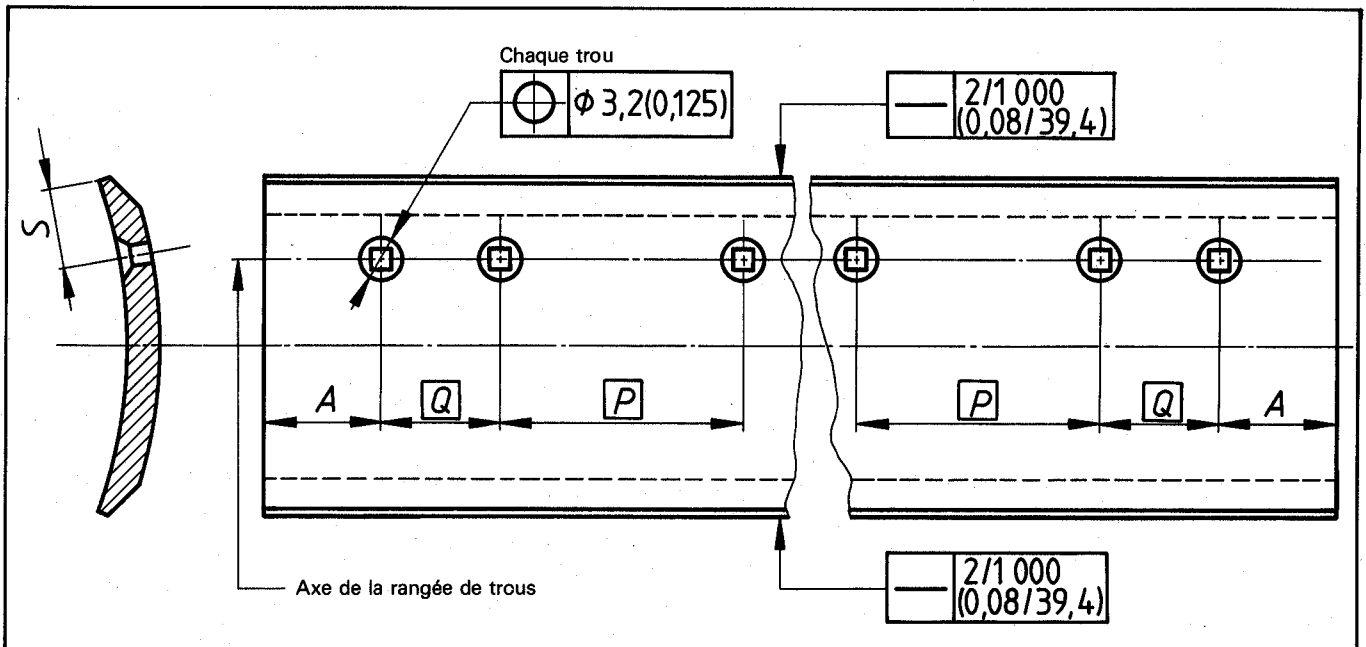 Chaque trou
⌖ ϕ 3,2(0,125)
— 2/1 000
(0,08/39,4)
S
A Q P P Q A
Axe de la rangée de trous
— 2/1 000
(0,08/39,4)